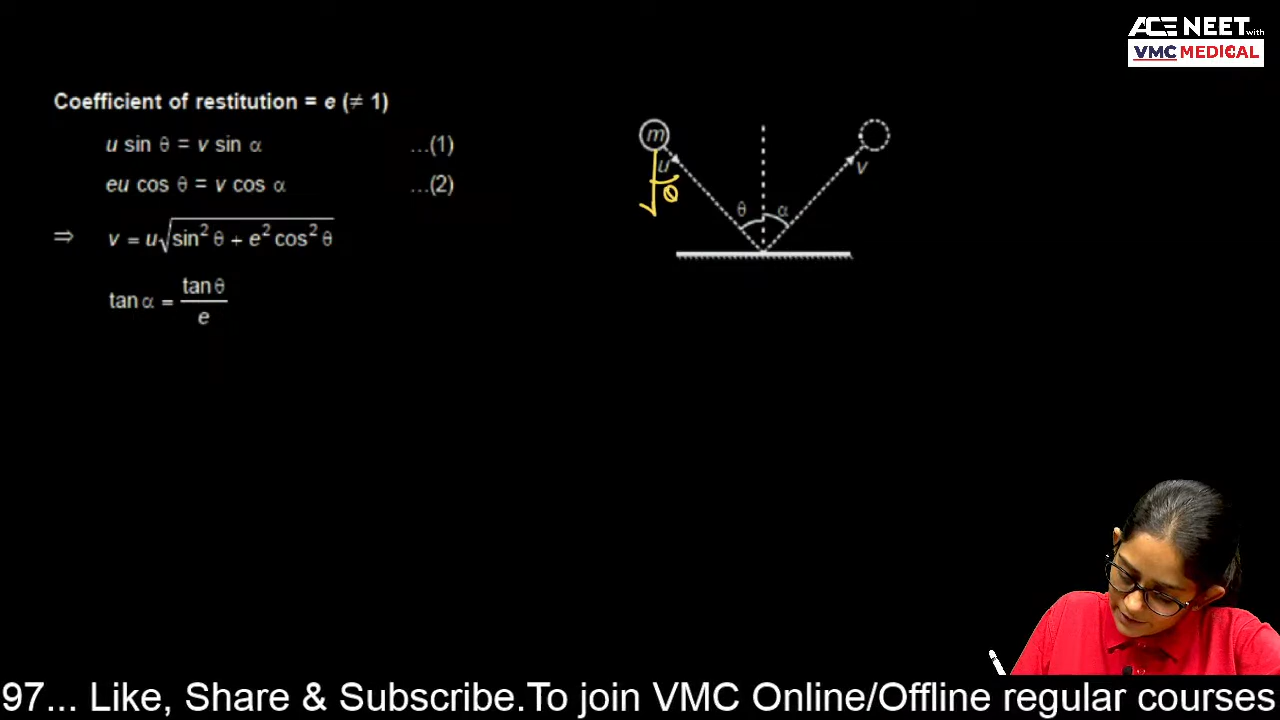 ACE NEET with
VMC MEDICAL
Coefficient of restitution = e (≠ 1)
u sin θ = v sin α ...(1)
eu cos θ = v cos α ...(2)
⇒ v = u√(sin² θ + e² cos² θ)
tan α = tan θ / e
m
u
θ
θ
α
v
97... Like, Share & Subscribe.To join VMC Online/Offline regular courses